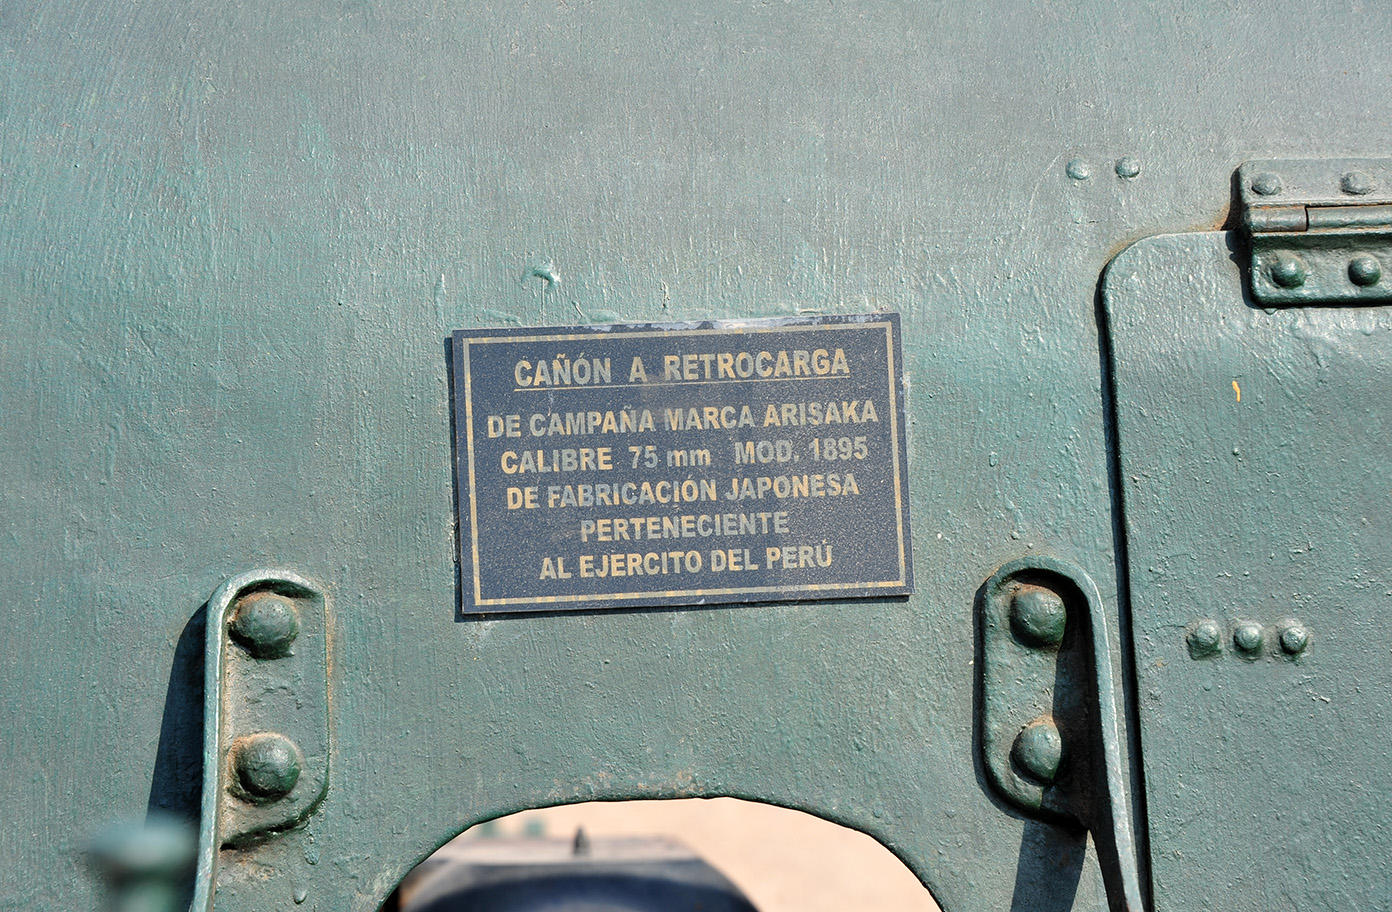 CAÑÓN A RETROCARGA
DE CAMPAÑA MARCA ARISAKA
CALIBRE 75 mm MOD. 1895
DE FABRICACIÓN JAPONESA
PERTENECIENTE
AL EJERCITO DEL PERÚ